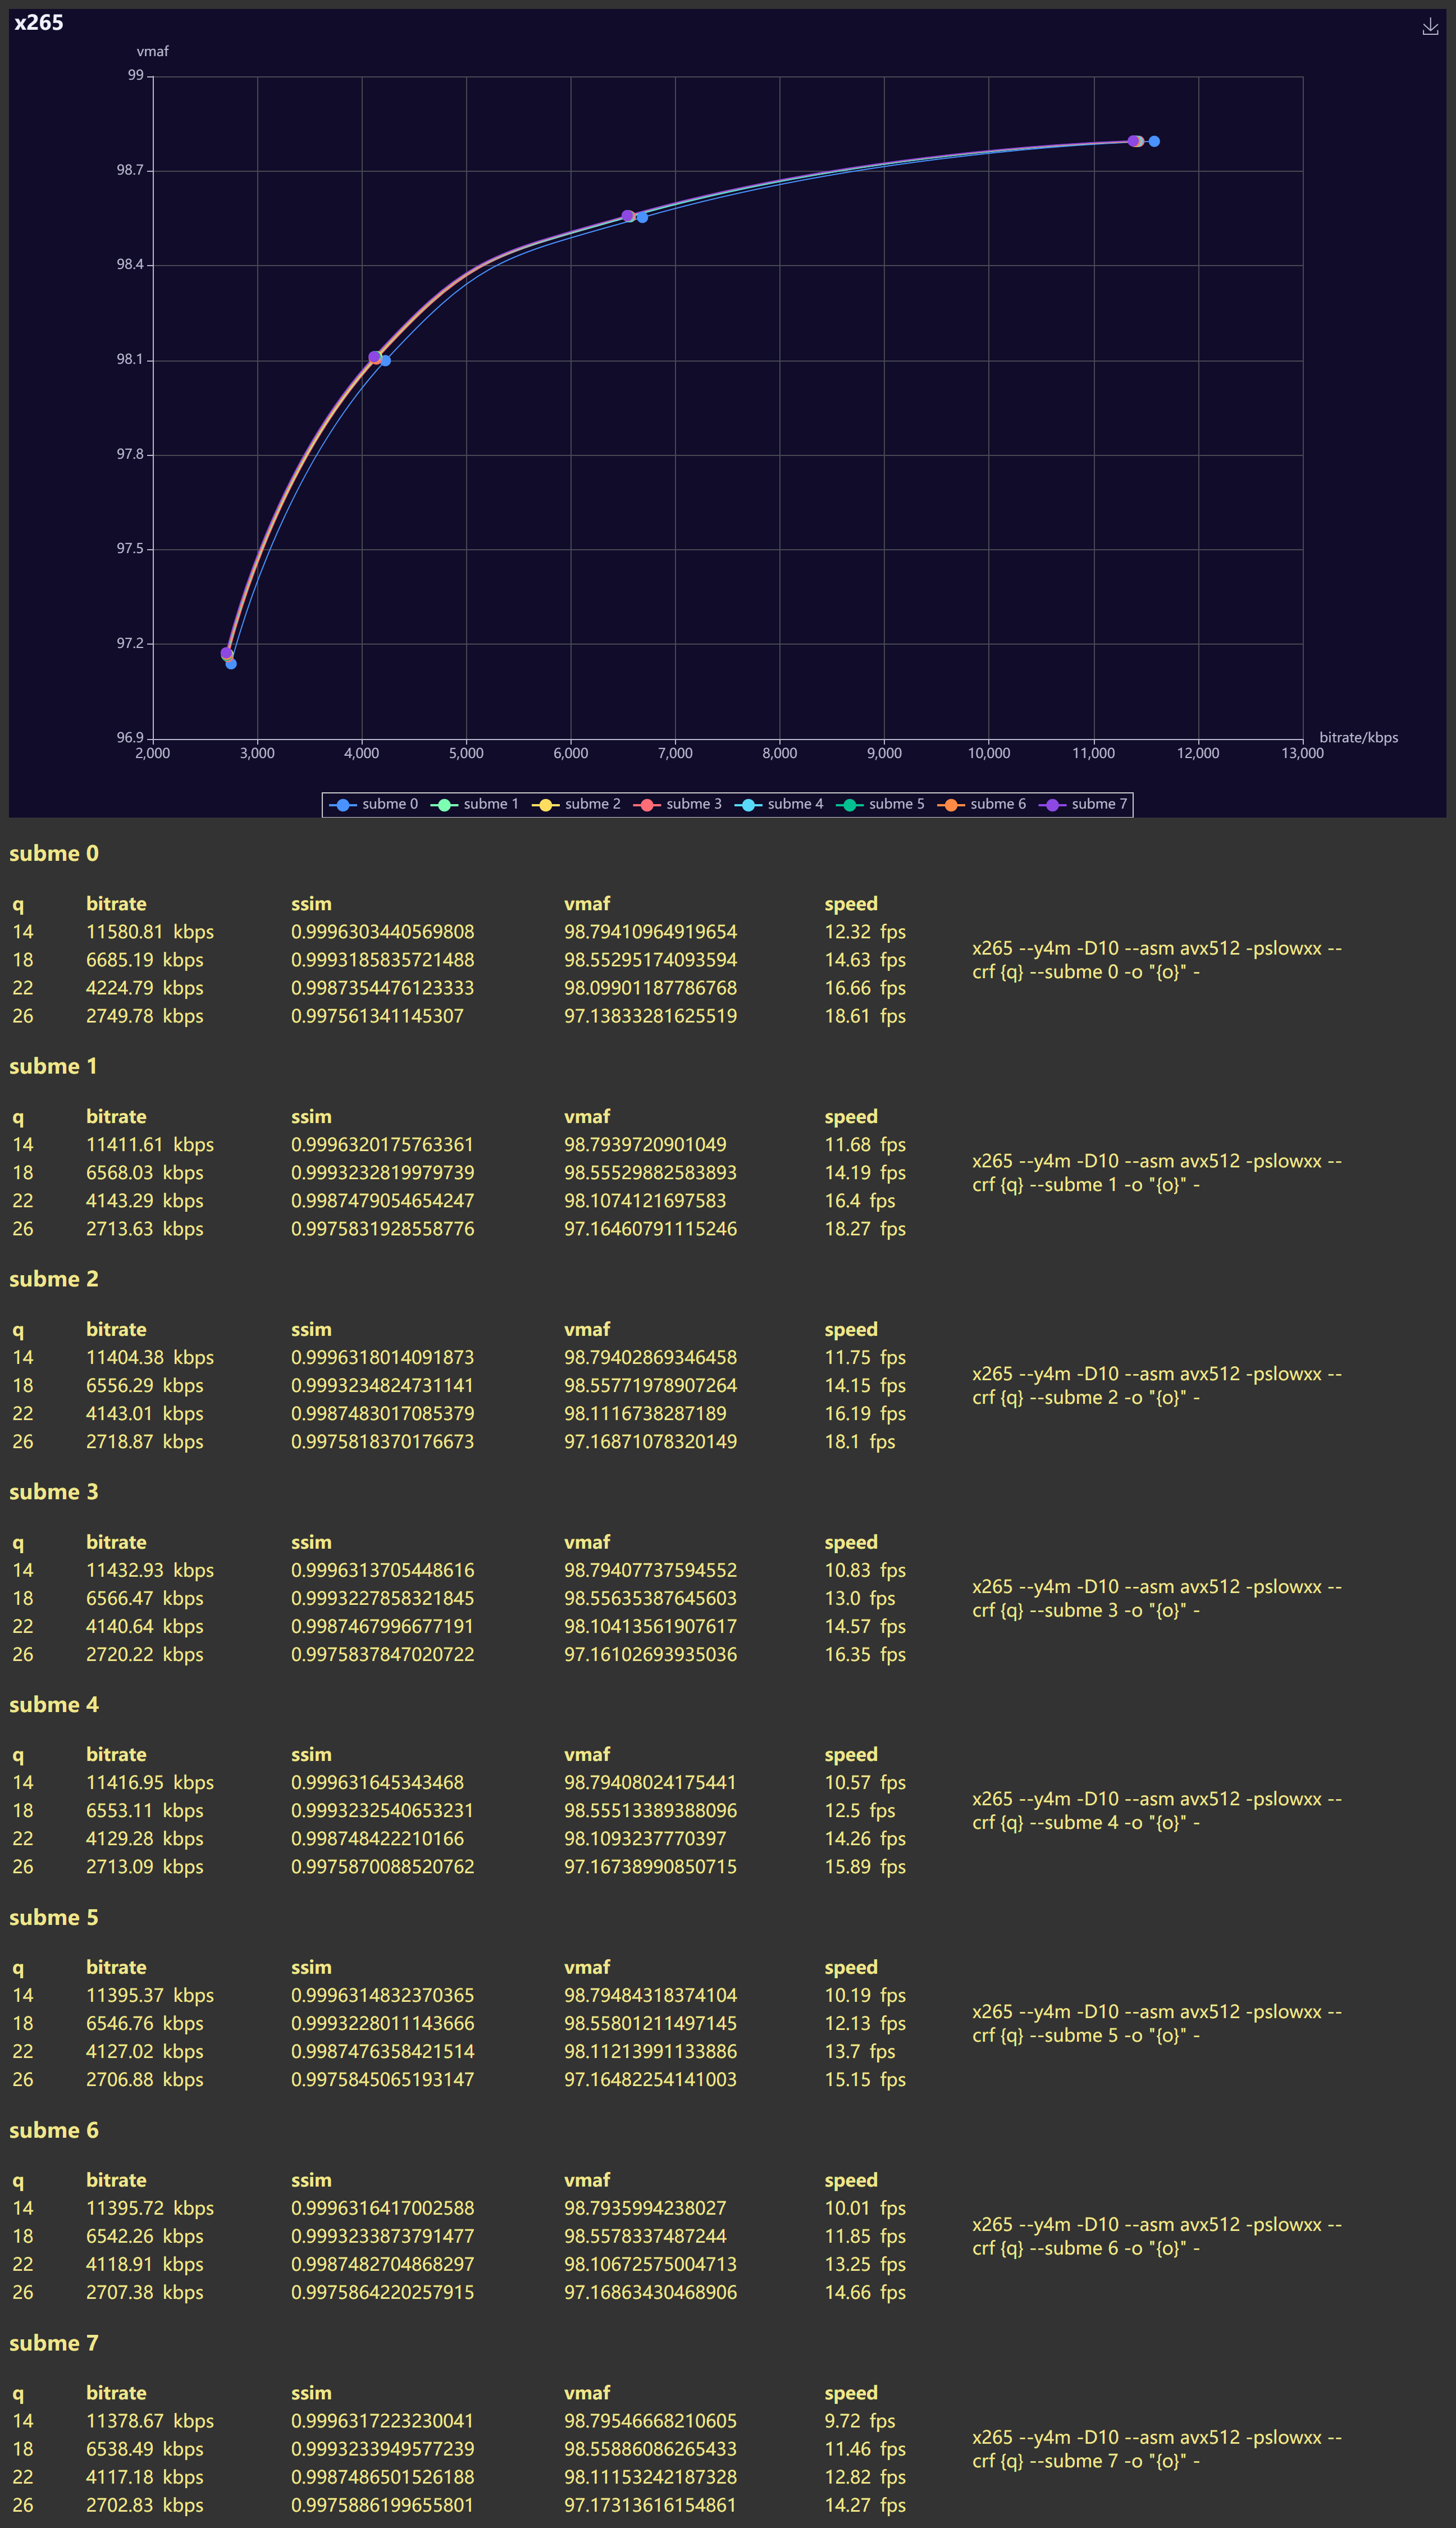 x265
vmaf
99
98.7
98.4
98.1
97.8
97.5
97.2
96.9
2,000 3,000 4,000 5,000 6,000 7,000 8,000 9,000 10,000 11,000 12,000 13,000
bitrate/kbps
subme 0 subme 1 subme 2 subme 3 subme 4 subme 5 subme 6 subme 7
subme 0
q bitrate ssim vmaf speed
14 11580.81 kbps 0.9996303440569808 98.79410964919654 12.32 fps
18 6685.19 kbps 0.9993185835721488 98.55295174093594 14.63 fps
22 4224.79 kbps 0.9987354476123333 98.09901187786768 16.66 fps
26 2749.78 kbps 0.997561341145307 97.13833281625519 18.61 fps
x265 --y4m -D10 --asm avx512 -pslowxx --
crf {q} --subme 0 -o "{o}" -
subme 1
q bitrate ssim vmaf speed
14 11411.61 kbps 0.9996320175763361 98.7939720901049 11.68 fps
18 6568.03 kbps 0.9993232819979739 98.55529882583893 14.19 fps
22 4143.29 kbps 0.9987479054654247 98.1074121697583 16.4 fps
26 2713.63 kbps 0.9975831928558776 97.16460791115246 18.27 fps
x265 --y4m -D10 --asm avx512 -pslowxx --
crf {q} --subme 1 -o "{o}" -
subme 2
q bitrate ssim vmaf speed
14 11404.38 kbps 0.9996318014091873 98.79402869346458 11.75 fps
18 6556.29 kbps 0.9993234824731141 98.55771978907264 14.15 fps
22 4143.01 kbps 0.9987483017085379 98.1116738287189 16.19 fps
26 2718.87 kbps 0.9975818370176673 97.16871078320149 18.1 fps
x265 --y4m -D10 --asm avx512 -pslowxx --
crf {q} --subme 2 -o "{o}" -
subme 3
q bitrate ssim vmaf speed
14 11432.93 kbps 0.9996313705448616 98.79407737594552 10.83 fps
18 6566.47 kbps 0.9993227858321845 98.55635387645603 13.0 fps
22 4140.64 kbps 0.9987467996677191 98.10413561907617 14.57 fps
26 2720.22 kbps 0.9975837847020722 97.16102693935036 16.35 fps
x265 --y4m -D10 --asm avx512 -pslowxx --
crf {q} --subme 3 -o "{o}" -
subme 4
q bitrate ssim vmaf speed
14 11416.95 kbps 0.999631645343468 98.79408024175441 10.57 fps
18 6553.11 kbps 0.9993232540653231 98.55513389388096 12.5 fps
22 4129.28 kbps 0.998748422210166 98.1093237770397 14.26 fps
26 2713.09 kbps 0.9975870088520762 97.16738990850715 15.89 fps
x265 --y4m -D10 --asm avx512 -pslowxx --
crf {q} --subme 4 -o "{o}" -
subme 5
q bitrate ssim vmaf speed
14 11395.37 kbps 0.9996314832370365 98.79484318374104 10.19 fps
18 6546.76 kbps 0.9993228011143666 98.55801211497145 12.13 fps
22 4127.02 kbps 0.9987476358421514 98.11213991133886 13.7 fps
26 2706.88 kbps 0.9975845065193147 97.16482254141003 15.15 fps
x265 --y4m -D10 --asm avx512 -pslowxx --
crf {q} --subme 5 -o "{o}" -
subme 6
q bitrate ssim vmaf speed
14 11395.72 kbps 0.9996316417002588 98.7935994238027 10.01 fps
18 6542.26 kbps 0.9993233873791477 98.5578337487244 11.85 fps
22 4118.91 kbps 0.9987482704868297 98.10672575004713 13.25 fps
26 2707.38 kbps 0.9975864220257915 97.16863430468906 14.66 fps
x265 --y4m -D10 --asm avx512 -pslowxx --
crf {q} --subme 6 -o "{o}" -
subme 7
q bitrate ssim vmaf speed
14 11378.67 kbps 0.9996317223230041 98.79546668210605 9.72 fps
18 6538.49 kbps 0.9993233949577239 98.55886086265433 11.46 fps
22 4117.18 kbps 0.9987486501526188 98.11153242187328 12.82 fps
26 2702.83 kbps 0.9975886199655801 97.17313616154861 14.27 fps
x265 --y4m -D10 --asm avx512 -pslowxx --
crf {q} --subme 7 -o "{o}" -